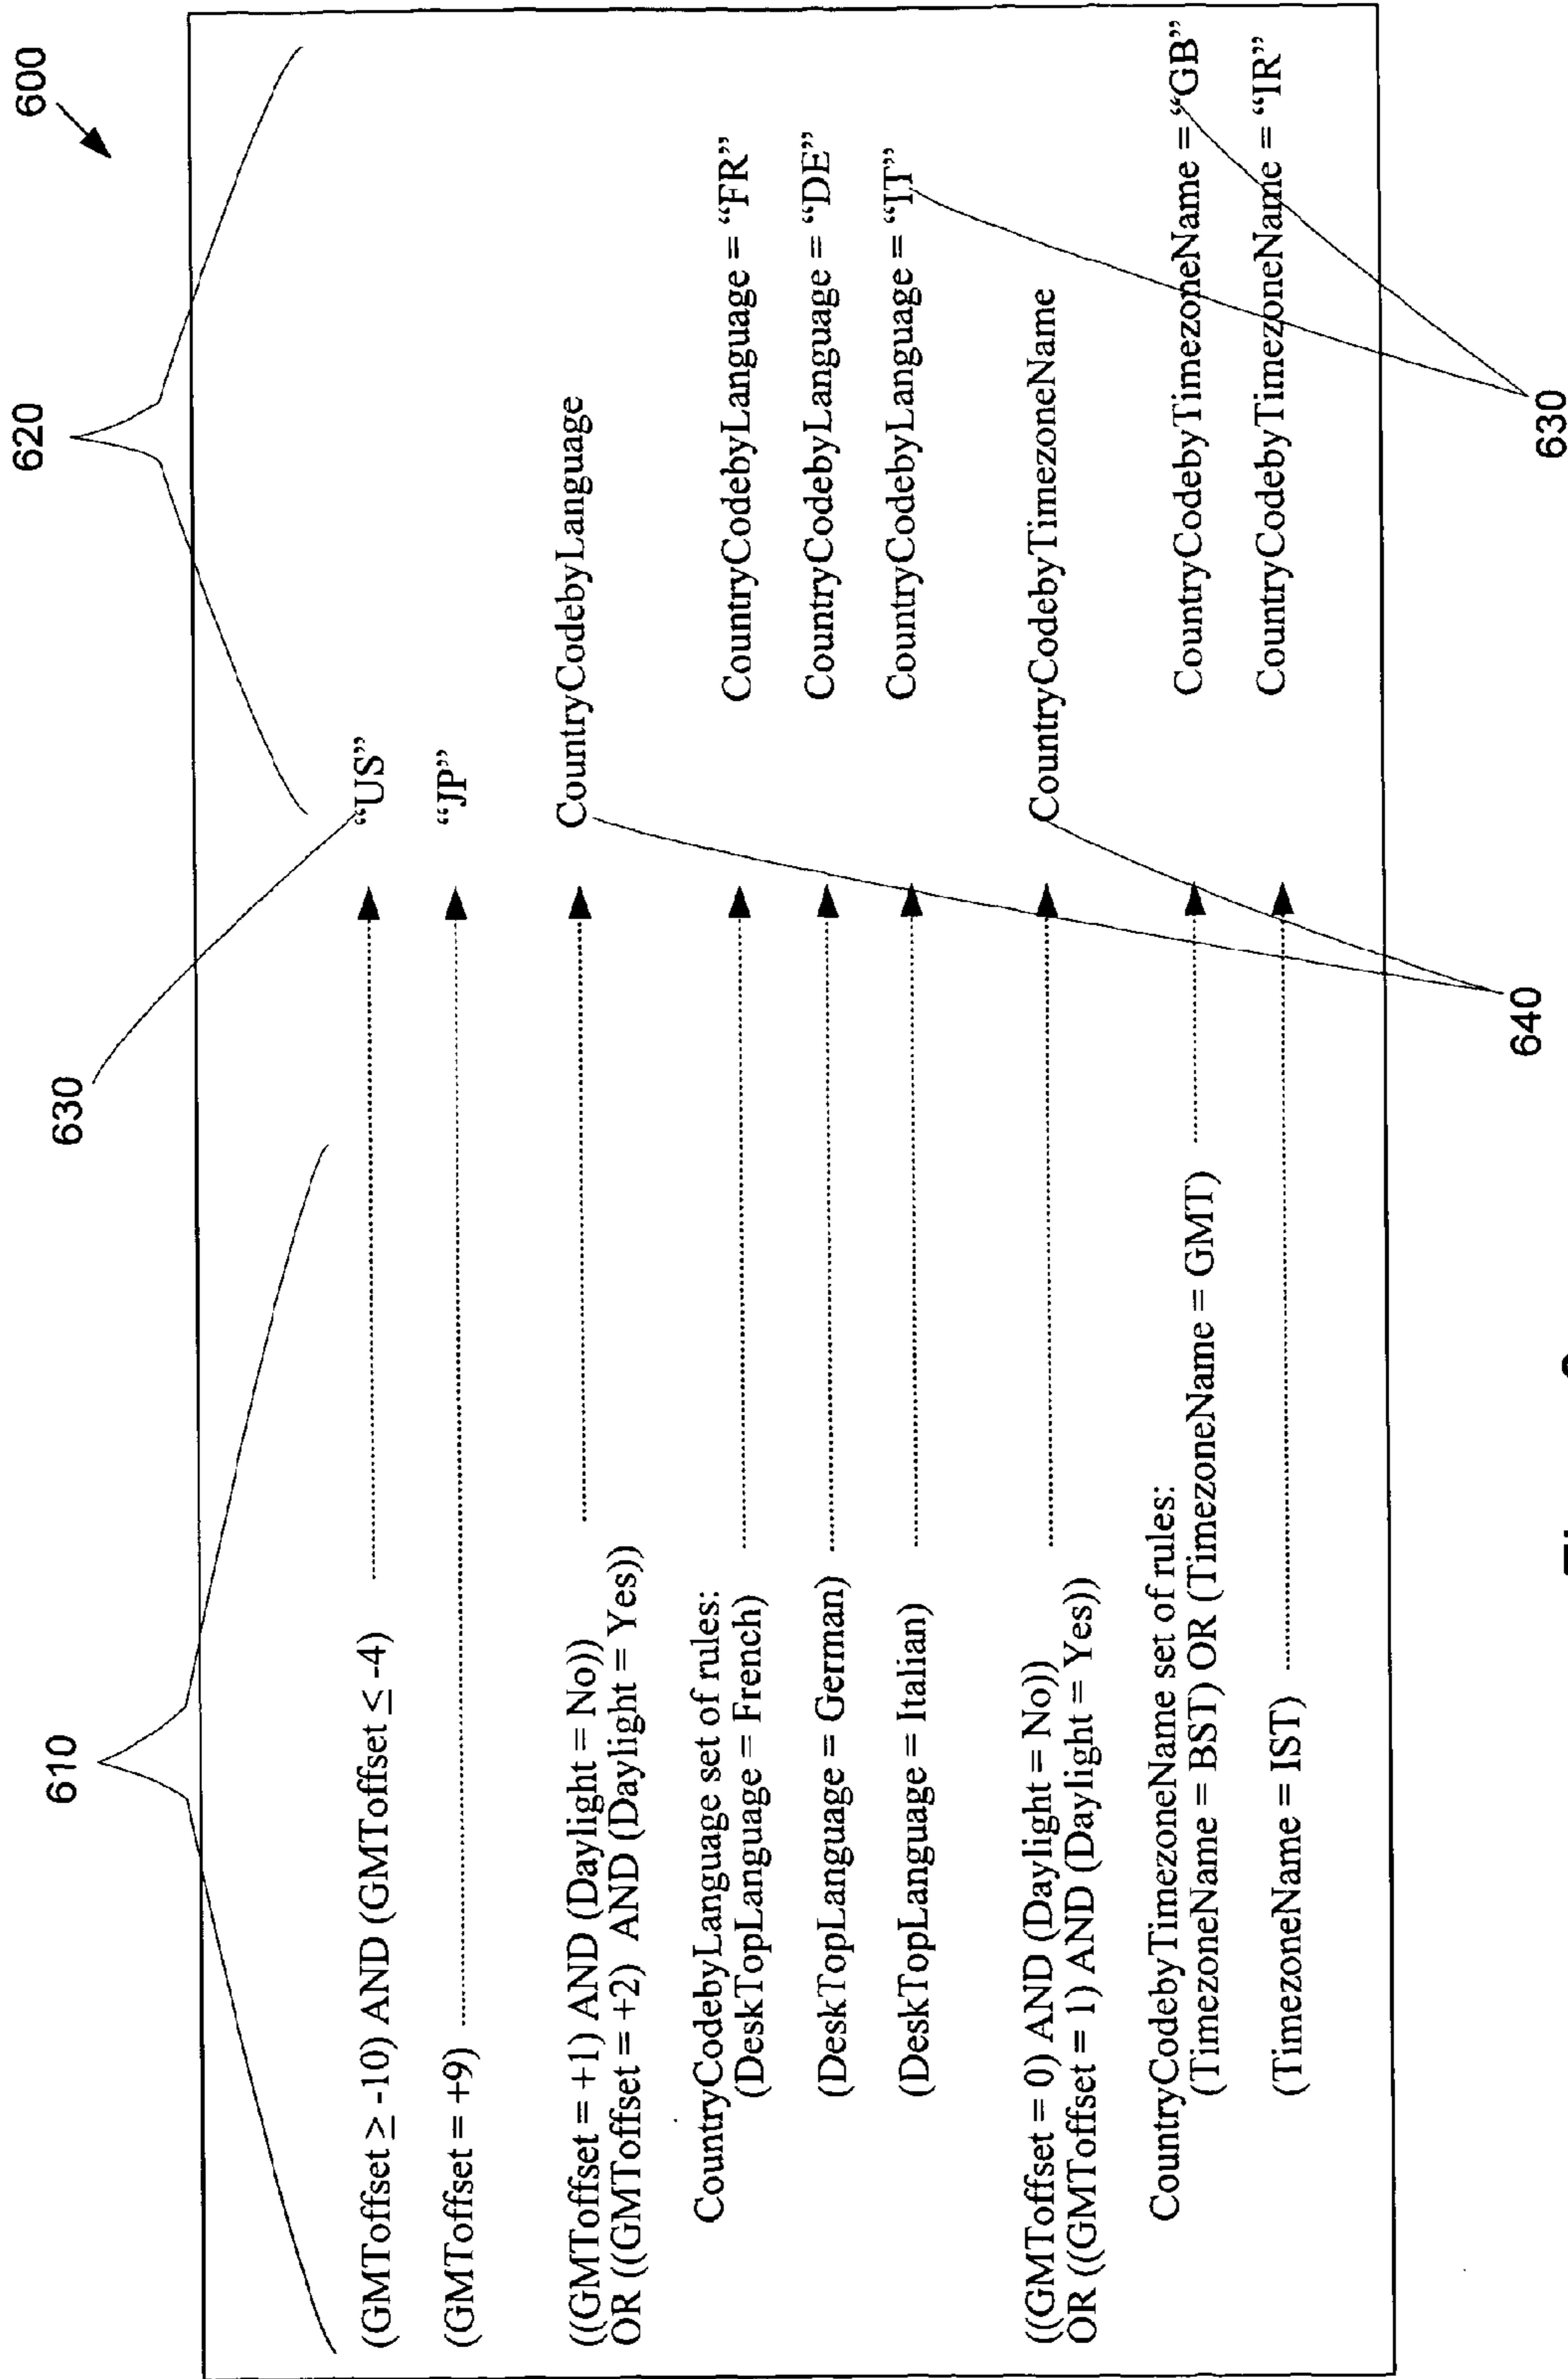 600
610
620
630
(GMToffset ≥ -10) AND (GMToffset ≤ -4) “US”
(GMToffset = +9) “JP”
((GMToffset = +1) AND (Daylight = No)) CountryCodebyLanguage
OR ((GMToffset = +2) AND (Daylight = Yes))
CountryCodebyLanguage set of rules:
(DeskTopLanguage = French) CountryCodebyLanguage = “FR”
(DeskTopLanguage = German) CountryCodebyLanguage = “DE”
(DeskTopLanguage = Italian) CountryCodebyLanguage = “IT”
((GMToffset = 0) AND (Daylight = No)) CountryCodebyTimezoneName
OR ((GMToffset = 1) AND (Daylight = Yes))
CountryCodebyTimezoneName set of rules:
(TimezoneName = BST) OR (TimezoneName = GMT) CountryCodebyTimezoneName = “GB”
(TimezoneName = IST) CountryCodebyTimezoneName = “IR”
640
630